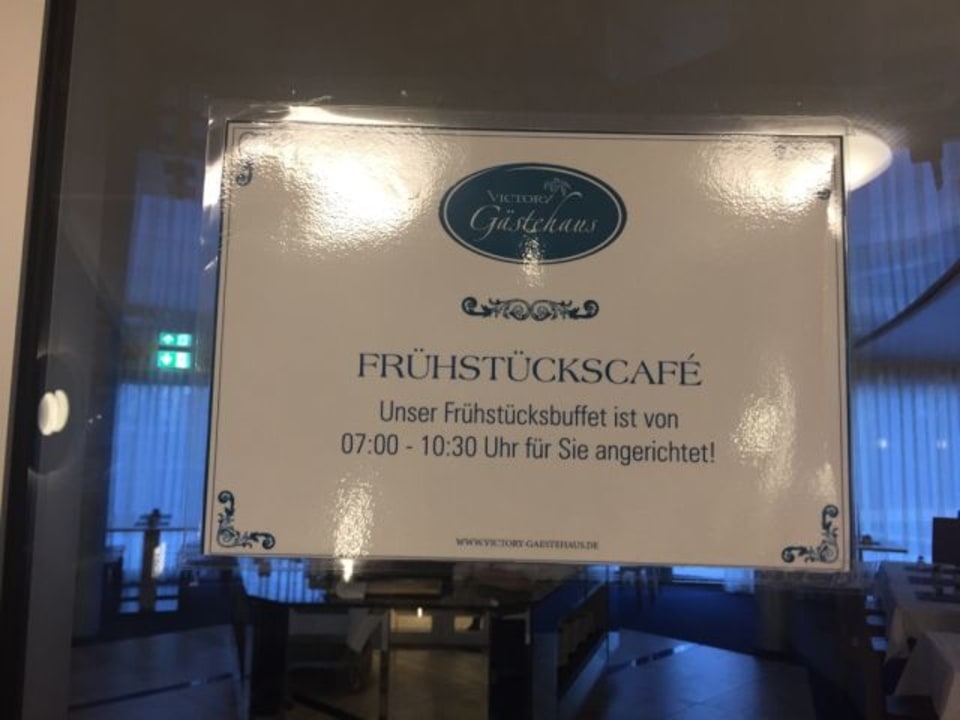 VICTORY
Gästehaus
FRÜHSTÜCKSCAFÉ
Unser Frühstücksbuffet ist von
07:00 - 10:30 Uhr für Sie angerichtet!
WWW.VICTORY-GAESTEHAUS.DE